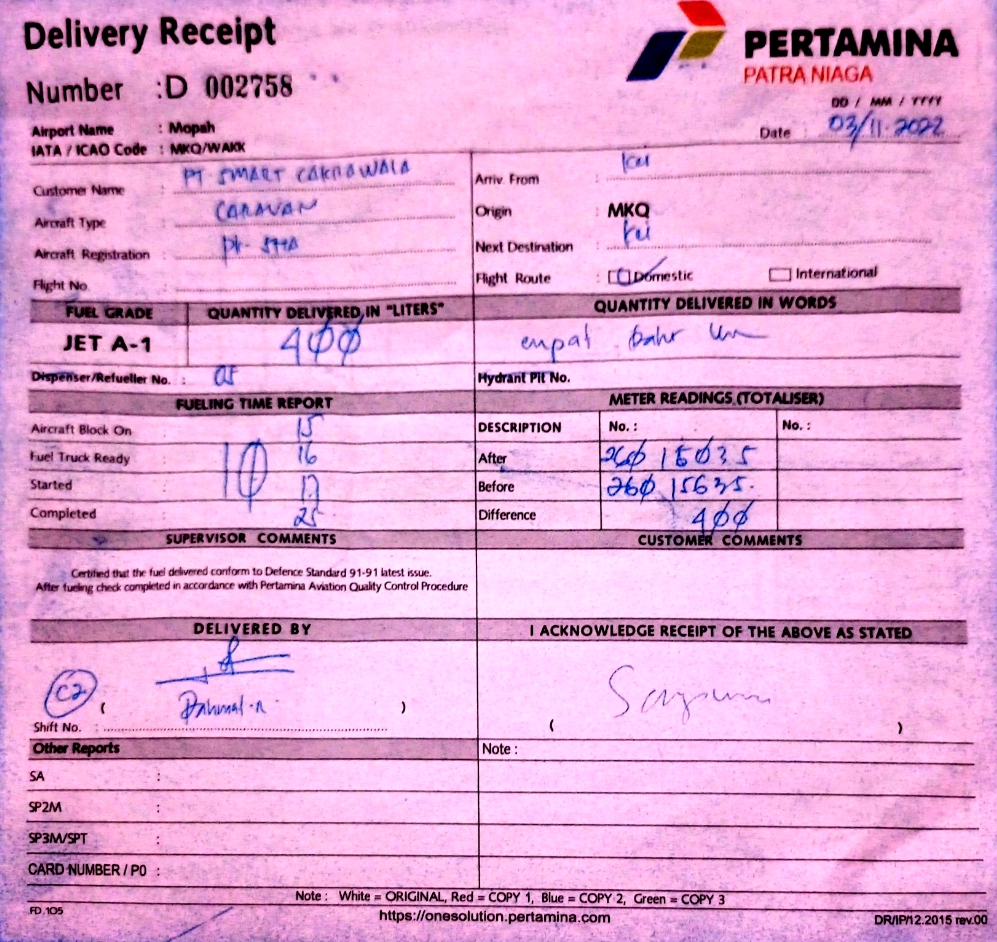 Delivery Receipt
PERTAMINA
PATRA NIAGA
Number : D 002758
DD / MM / YYYY
Date : 03/11-2022
Airport Name : Mopah
IATA / ICAO Code : MKQ/WAKK
Customer Name : PT SMART CAKRAWALA
Arriv. From :
Aircraft Type : CARAVAN
Origin : MKQ
Aircraft Registration : PK-
Next Destination :
Flight No. :
Flight Route : Domestic International
FUEL GRADE QUANTITY DELIVERED IN "LITERS" QUANTITY DELIVERED IN WORDS
JET A-1 400 empat
Dispenser/Refueller No. :
Hydrant Pit No.
FUELING TIME REPORT METER READINGS (TOTALISER)
Aircraft Block On : 15 DESCRIPTION No. : No. :
Fuel Truck Ready : 10 16 After
Started : 17 Before 26015635.
Completed : 25 Difference 400
SUPERVISOR COMMENTS CUSTOMER COMMENTS
Certified that the fuel delivered conform to Defence Standard 91-91 latest issue.
After fueling check completed in accordance with Pertamina Aviation Quality Control Procedure
DELIVERED BY I ACKNOWLEDGE RECEIPT OF THE ABOVE AS STATED
C2 ( ) ( )
Shift No.
Other Reports Note :
SA :
SP2M :
SP3M/SPT :
CARD NUMBER / P0 :
Note : White = ORIGINAL, Red = COPY 1, Blue = COPY 2, Green = COPY 3
FD.105 https://onesolution.pertamina.com DR/IP/12.2015 rev.00